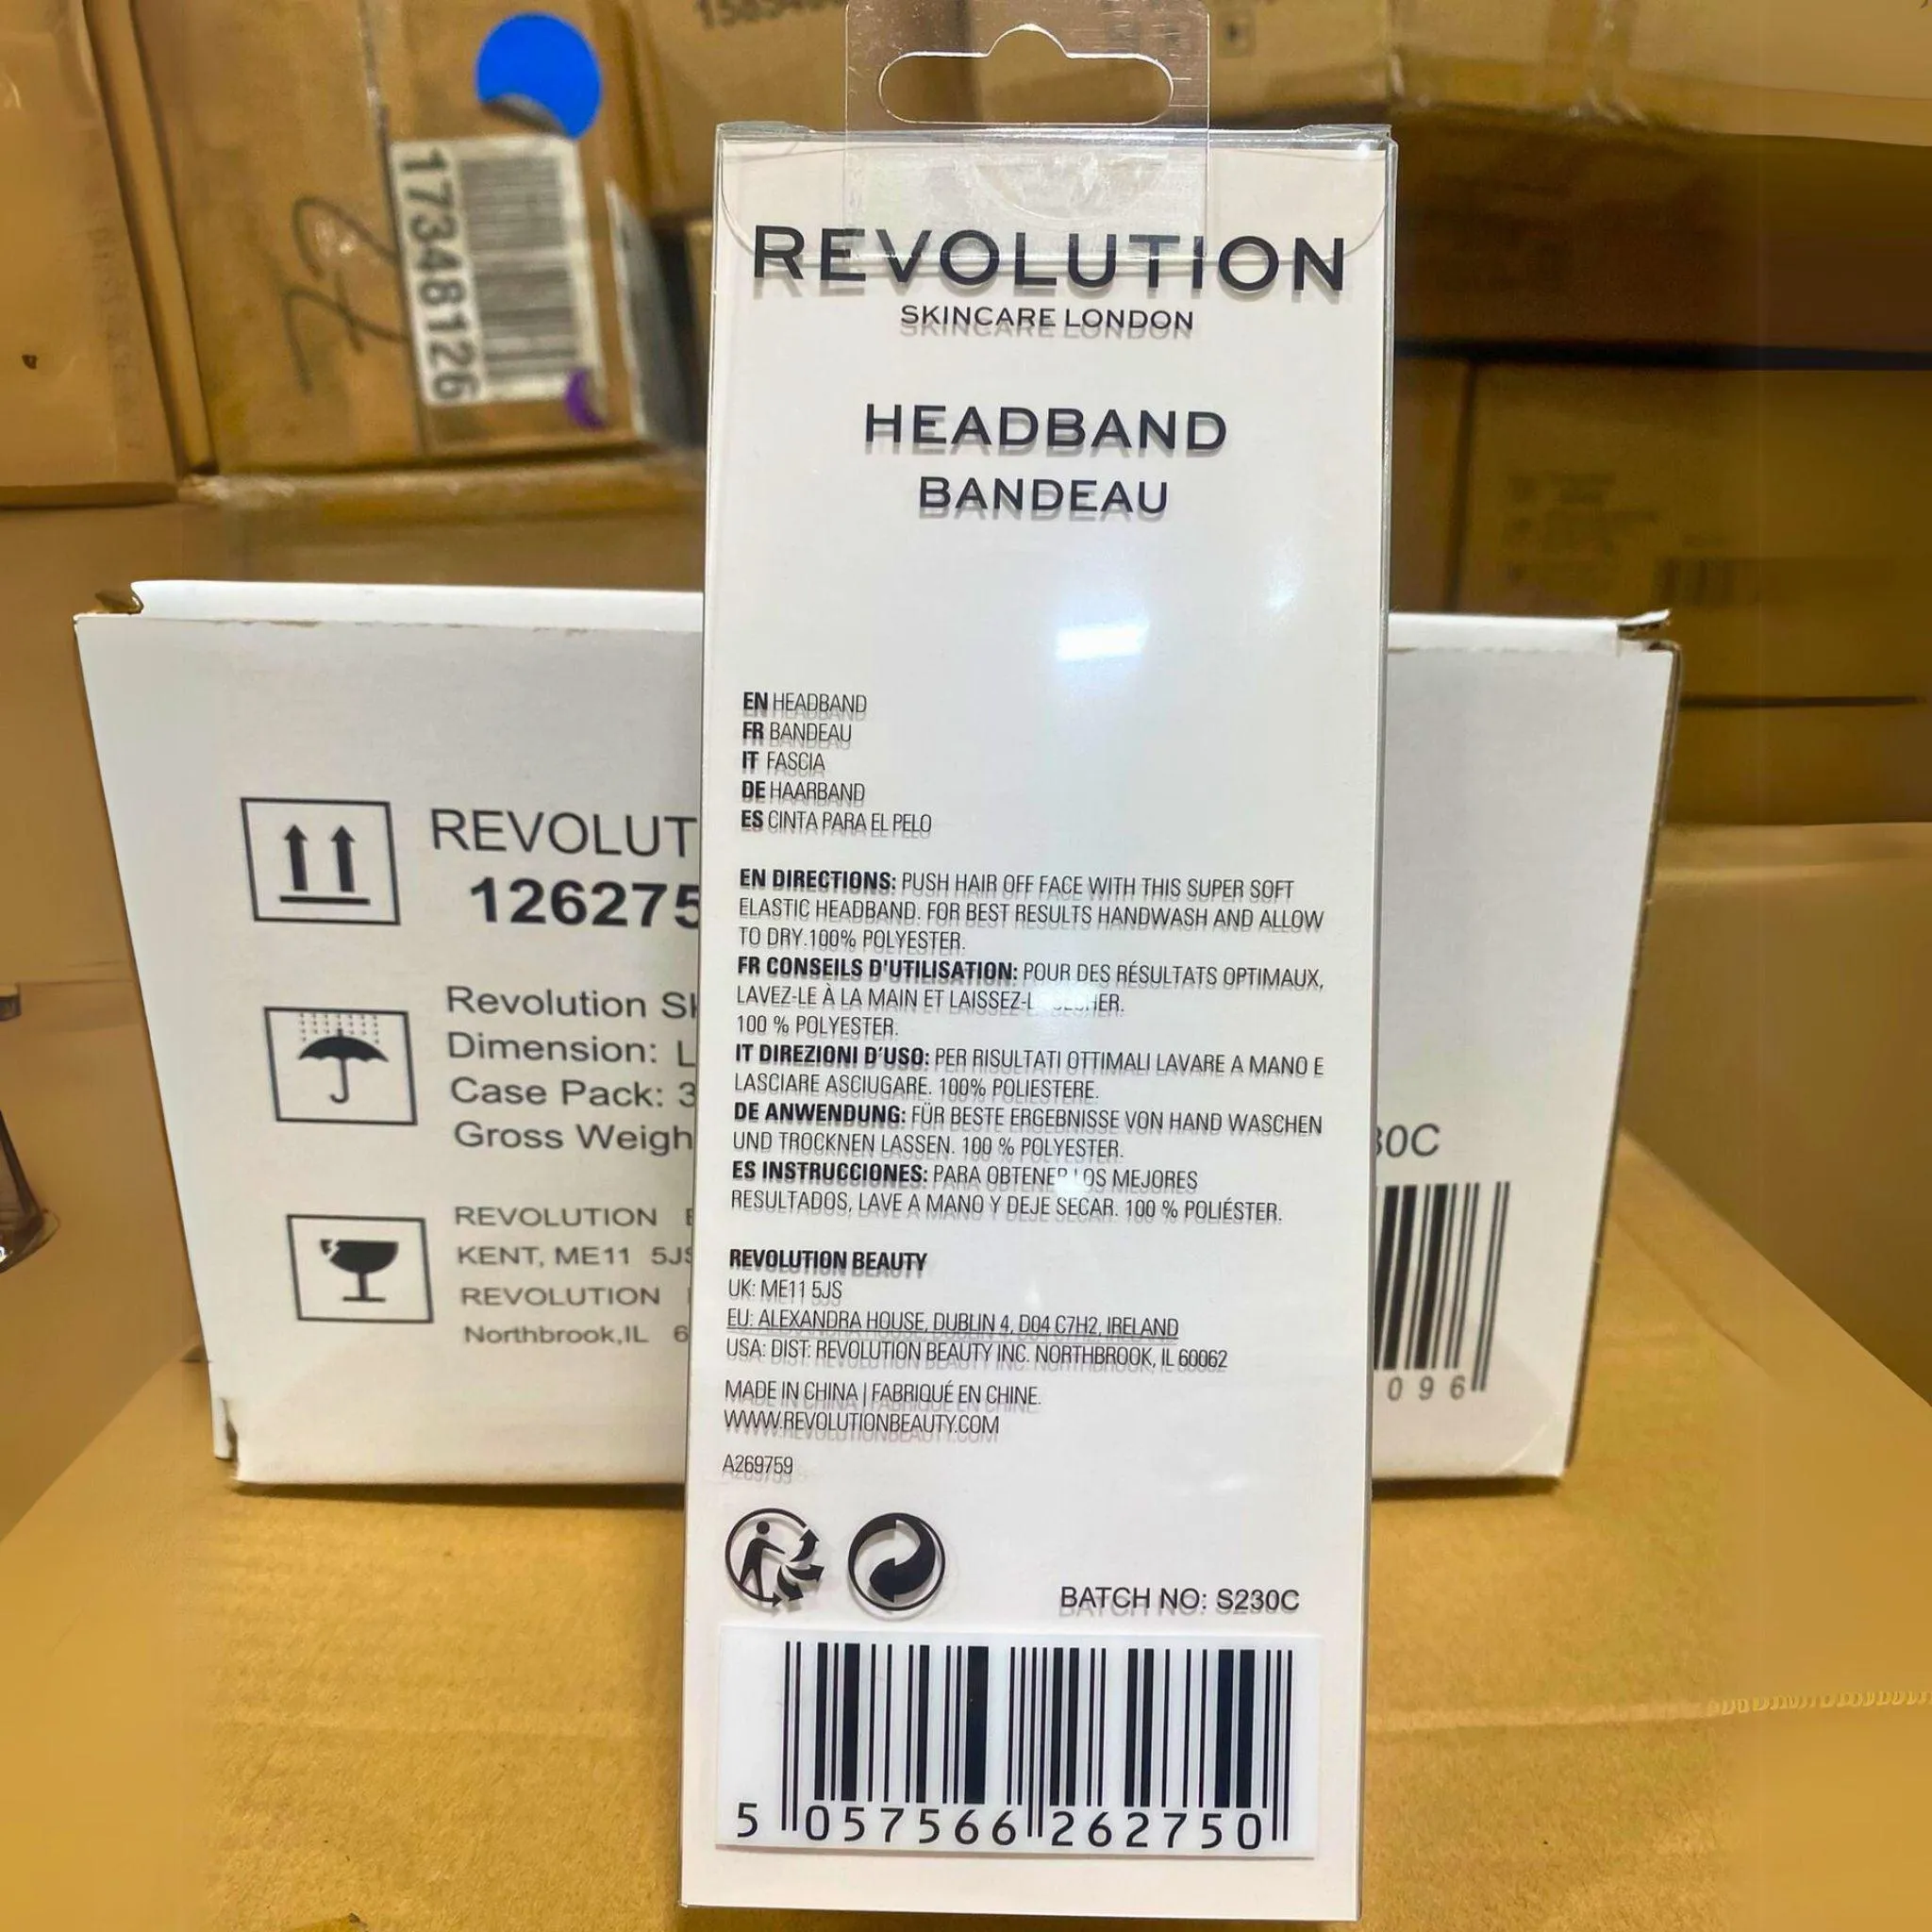 17348126
REVOLUTION
SKINCARE LONDON
HEADBAND
BANDEAU
EN HEADBAND
FR BANDEAU
IT FASCIA
DE HAARBAND
ES CINTA PARA EL PELO
EN DIRECTIONS: PUSH HAIR OFF FACE WITH THIS SUPER SOFT
ELASTIC HEADBAND. FOR BEST RESULTS HANDWASH AND ALLOW
TO DRY.100% POLYESTER.
FR CONSEILS D'UTILISATION: POUR DES RÉSULTATS OPTIMAUX,
LAVEZ-LE À LA MAIN ET
100 % POLYESTER.
IT DIREZIONI D'USO: PER RISULTATI OTTIMALI LAVARE A MANO E
LASCIARE ASCIUGARE. 100% POLIESTERE.
DE ANWENDUNG: FÜR BESTE ERGEBNISSE VON HAND WASCHEN
UND TROCKNEN LASSEN. 100 % POLYESTER.
ES INSTRUCCIONES: PARA OBTENER LOS MEJORES
RESULTADOS, LAVE A MANO Y DEJE SECAR. 100 % POLIÉSTER.
REVOLUTION BEAUTY
UK: ME11 5JS
EU: ALEXANDRA HOUSE, DUBLIN 4, D04 C7H2, IRELAND
USA: DIST: REVOLUTION BEAUTY INC. NORTHBROOK, IL 60062
MADE IN CHINA | FABRIQUÉ EN CHINE.
WWW.REVOLUTIONBEAUTY.COM
A269759
BATCH NO: S230C
5 057566 262750
REVOLUT
126275
Revolution
Dimension: L
Case Pack: 3
Gross Weigh
REVOLUTION
KENT, ME11 5JS
REVOLUTION
Northbrook,IL 6
30C
096